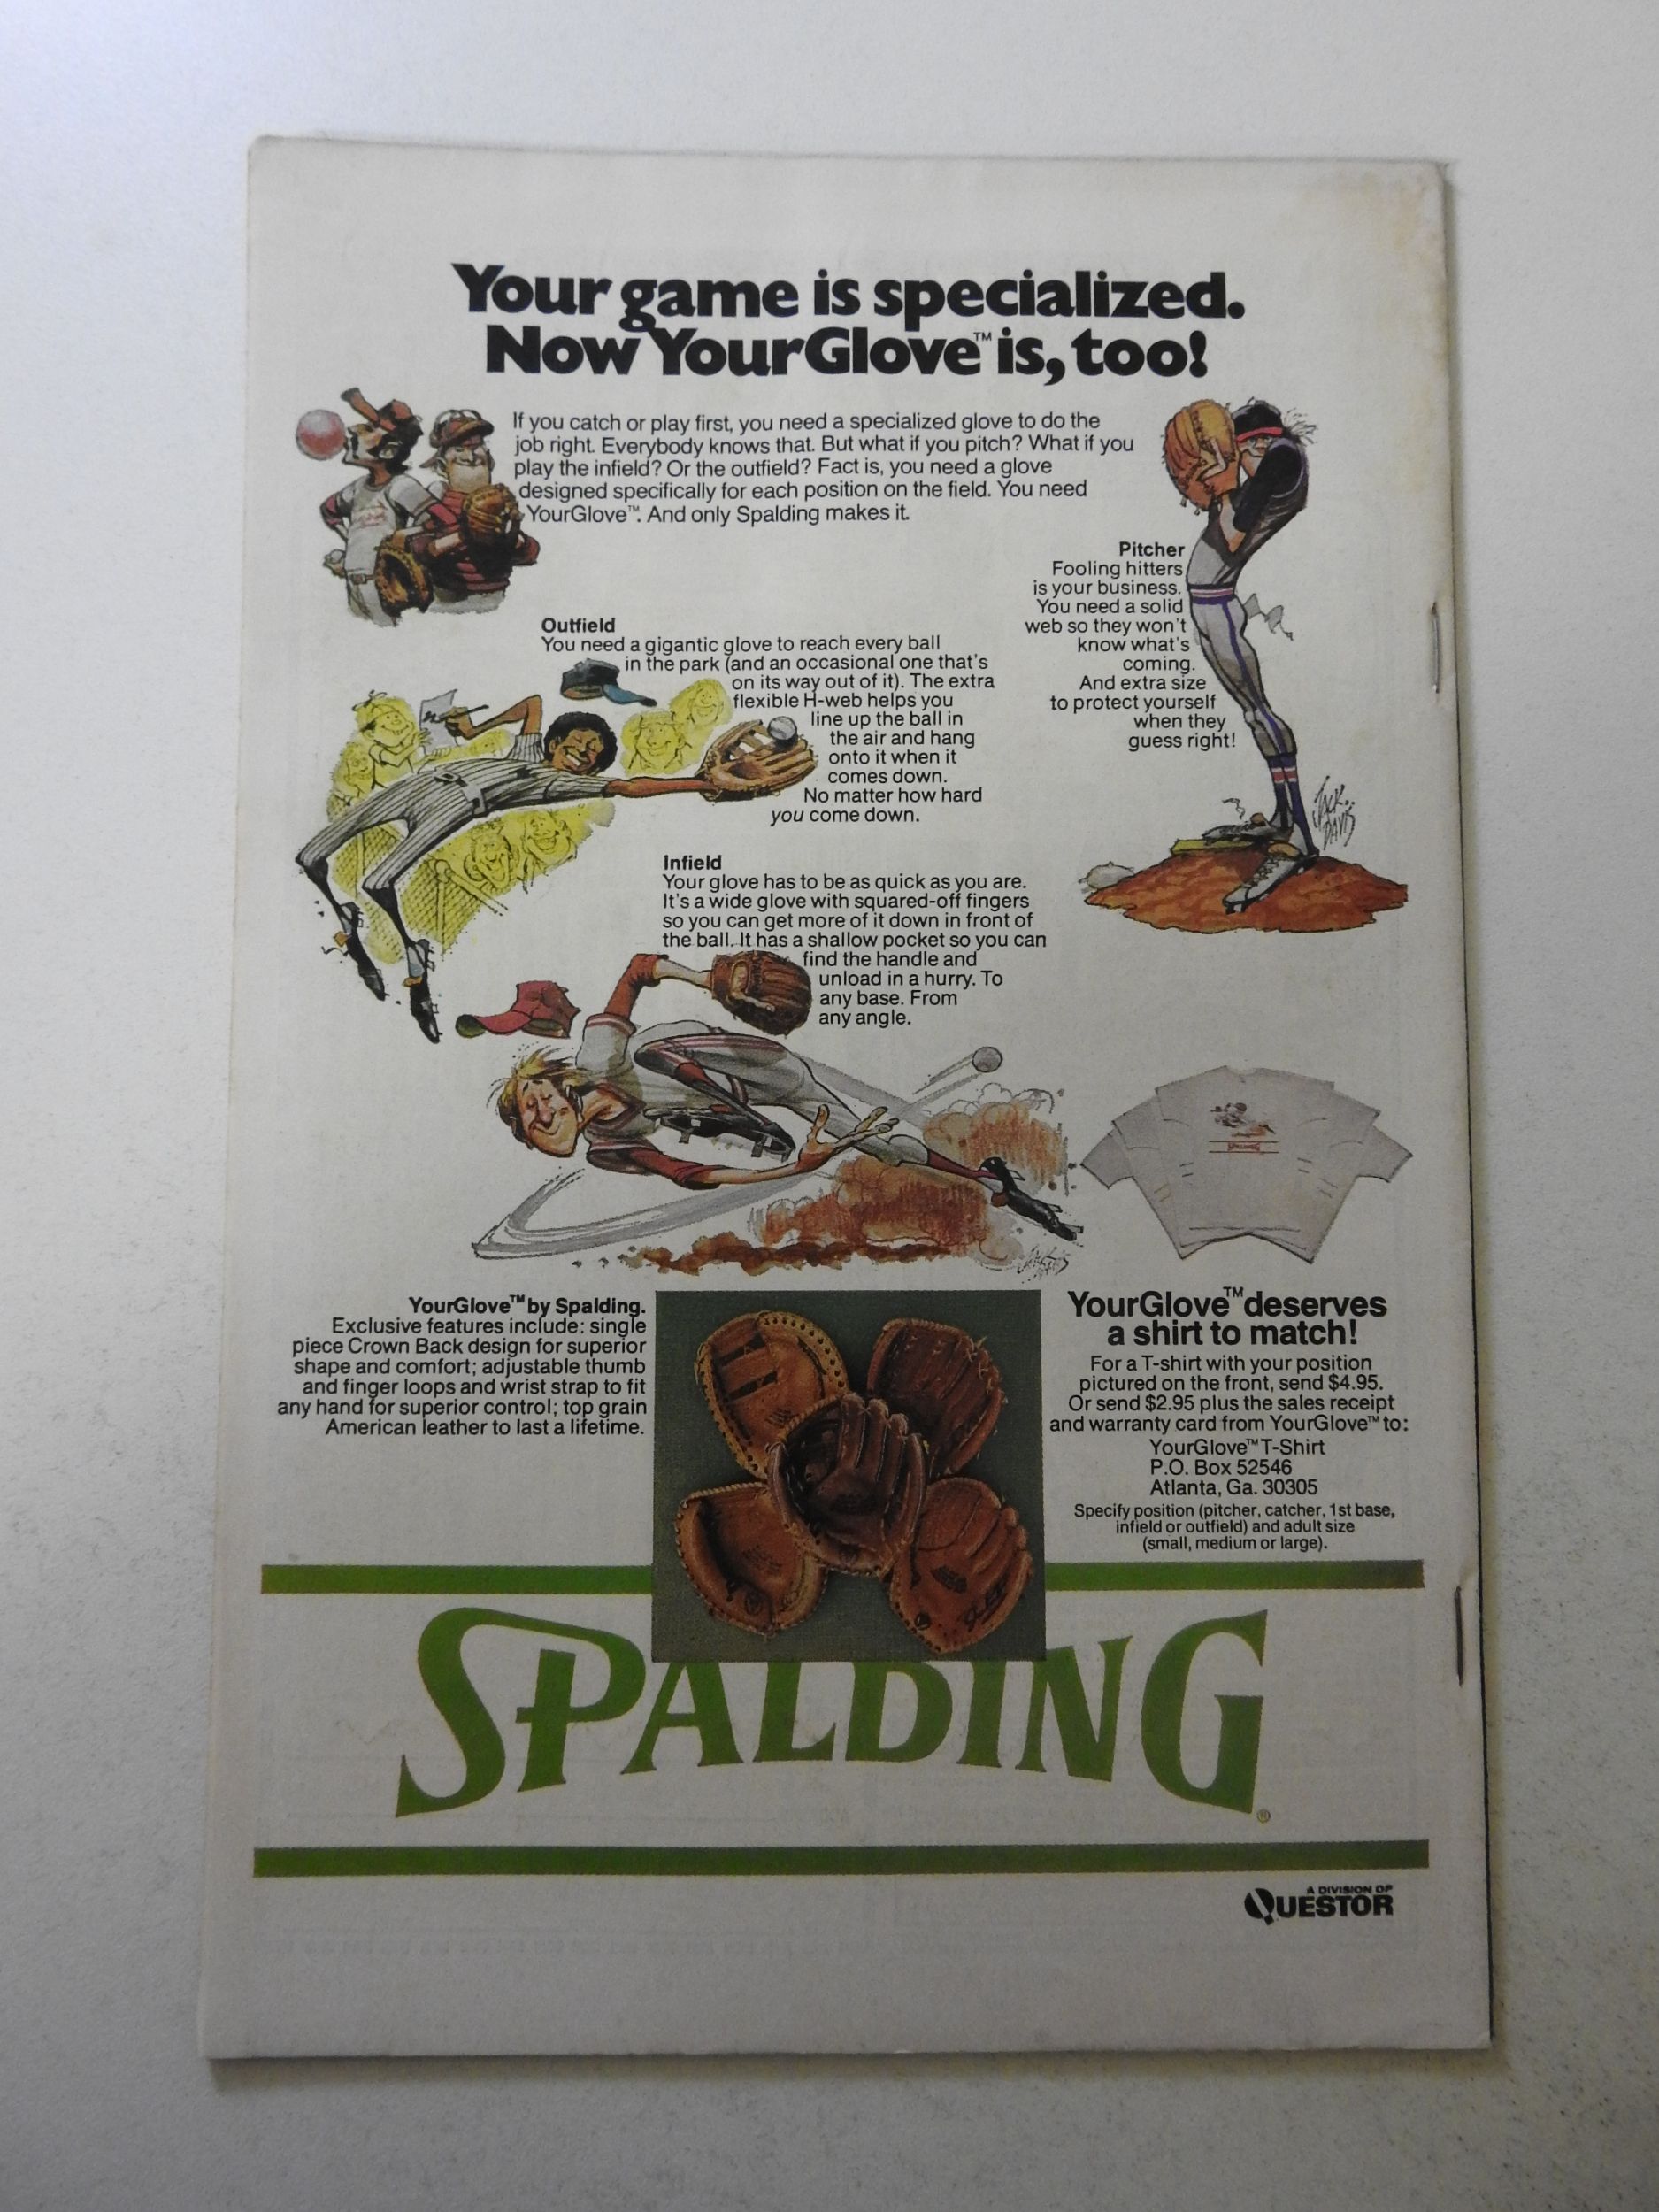 Your game is specialized.
Now YourGlove™ is, too!
If you catch or play first, you need a specialized glove to do the
job right. Everybody knows that. But what if you pitch? What if you
play the infield? Or the outfield? Fact is, you need a glove
designed specifically for each position on the field. You need
YourGlove™. And only Spalding makes it.
Pitcher
Fooling hitters
is your business.
You need a solid
web so they won't
know what's
coming.
And extra size
to protect yourself
when they
guess right!
JACK
DAVIS
Outfield
You need a gigantic glove to reach every ball
in the park (and an occasional one that's
on its way out of it). The extra
flexible H-web helps you
line up the ball in
the air and hang
onto it when it
comes down.
No matter how hard
you come down.
Infield
Your glove has to be as quick as you are.
It's a wide glove with squared-off fingers
so you can get more of it down in front of
the ball. It has a shallow pocket so you can
find the handle and
unload in a hurry. To
any base. From
any angle.
SPALDING
YourGlove™ by Spalding.
Exclusive features include: single
piece Crown Back design for superior
shape and comfort; adjustable thumb
and finger loops and wrist strap to fit
any hand for superior control; top grain
American leather to last a lifetime.
YourGlove™ deserves
a shirt to match!
For a T-shirt with your position
pictured on the front, send $4.95.
Or send $2.95 plus the sales receipt
and warranty card from YourGlove™ to:
YourGlove™ T-Shirt
P.O. Box 52546
Atlanta, Ga. 30305
Specify position (pitcher, catcher, 1st base,
infield or outfield) and adult size
(small, medium or large).
SPALDING®
A DIVISION OF
QUESTOR